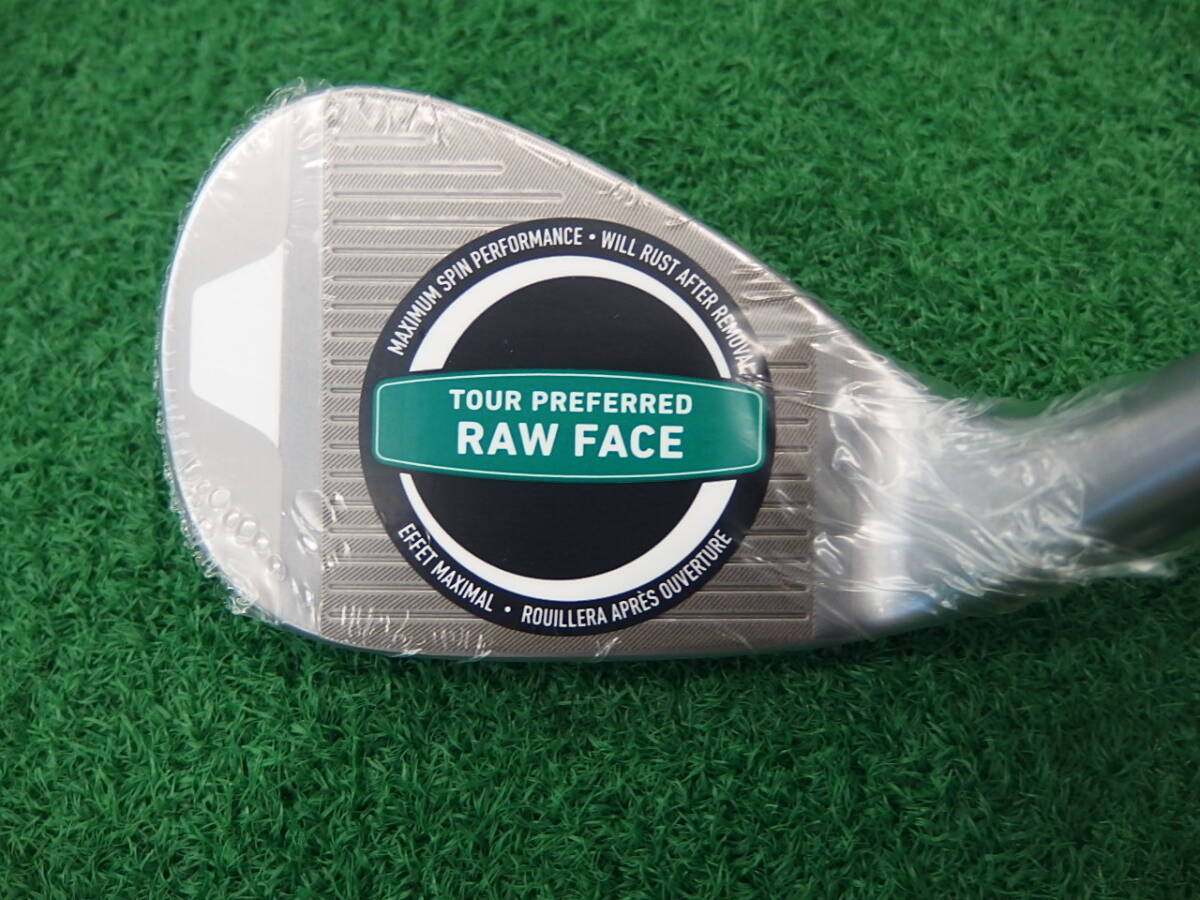 MAXIMUM SPIN PERFORMANCE • WILL RUST AFTER REMOVAL
TOUR PREFERRED
RAW FACE
EFFET MAXIMAL • ROUILLERA APRÈS OUVERTURE